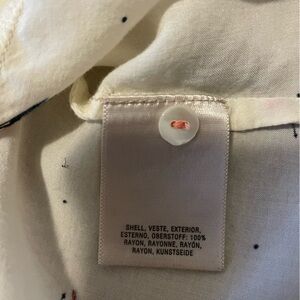 SHELL, VESTE, EXTERIOR,
ESTERNO, OBERSTOFF: 100%
RAYON, RAYONNE, RAYÓN,
RAYON, KUNSTSEIDE